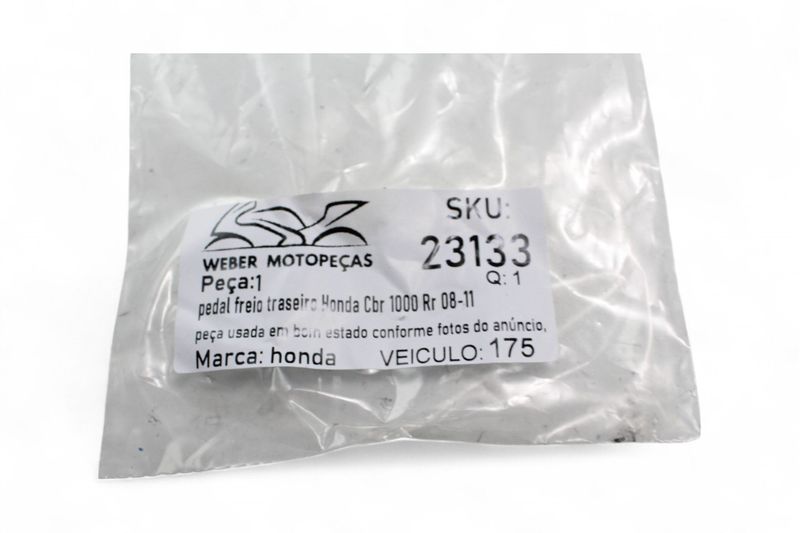 WEBER MOTOPEÇAS
SKU:
23133
Q: 1
Peça:1
pedal freio traseiro Honda Cbr 1000 Rr 08-11
peça usada em bom estado conforme fotos do anúncio,
Marca: honda
VEICULO: 175